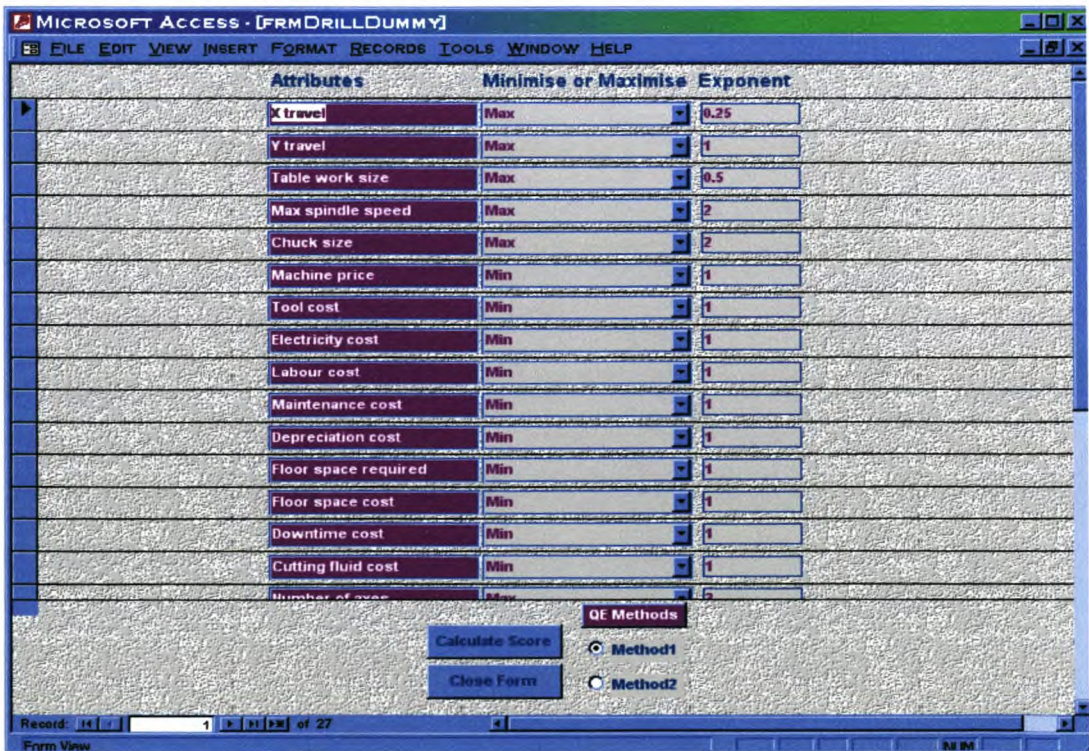 MICROSOFT ACCESS - [FRMDRILLDUMMY]
FILE EDIT VIEW INSERT FORMAT RECORDS TOOLS WINDOW HELP
Attributes Minimise or Maximise Exponent
X travel Max 0.25
Y travel Max 1
Table work size Max 0.5
Max spindle speed Max 2
Chuck size Max 2
Machine price Min 1
Tool cost Min 1
Electricity cost Min 1
Labour cost Min 1
Maintenance cost Min 1
Depreciation cost Min 1
Floor space required Min 1
Floor space cost Min 1
Downtime cost Min 1
Cutting fluid cost Min 1
Number of axes Max
QE Methods
Calculate Score Method1
Close Form Method2
Record: 1 of 27
Form View NUM